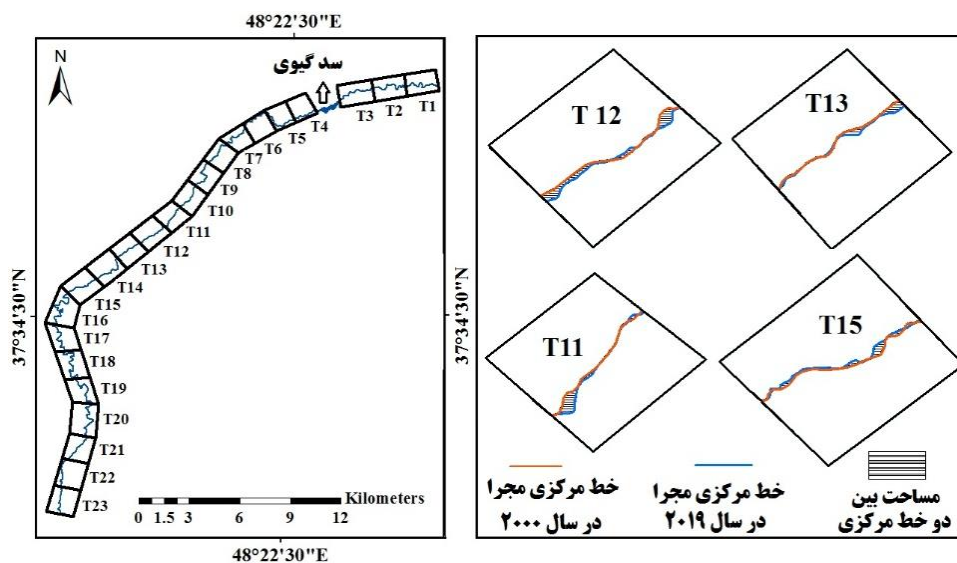 48°22'30"E
N
سد گیوی
T1
T2
T3
T4
T5
T6
T7
T8
T9
T10
T11
T12
T13
T14
T15
T16
T17
T18
T19
T20
T21
T22
T23
37°34'30"N
37°34'30"N
Kilometers
0 1.5 3 6 9 12
48°22'30"E
T 12
T13
T11
T15
خط مرکزی مجرا
در سال ۲۰۰۰
خط مرکزی مجرا
در سال ۲۰۱۹
مساحت بین
دو خط مرکزی